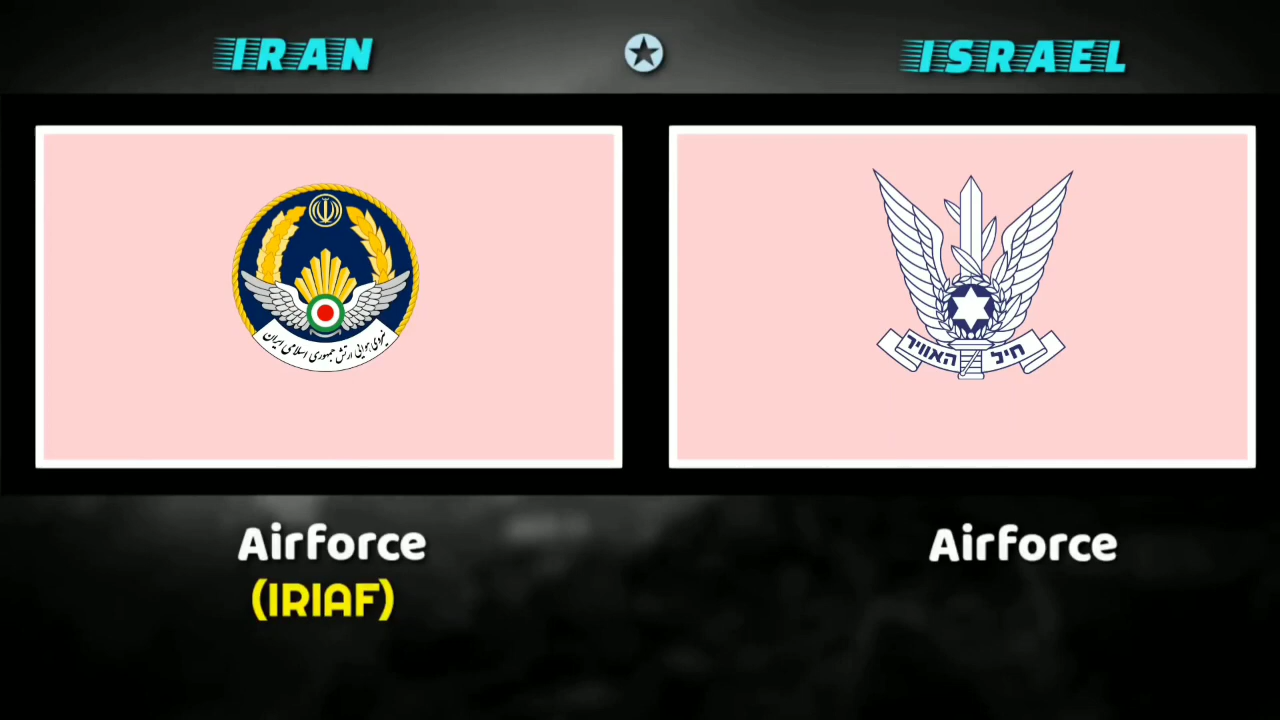 IRAN
ISRAEL
نیروی هوایی ارتش جمهوری اسلامی ایران
חיל האוויר
Airforce
(IRIAF)
Airforce